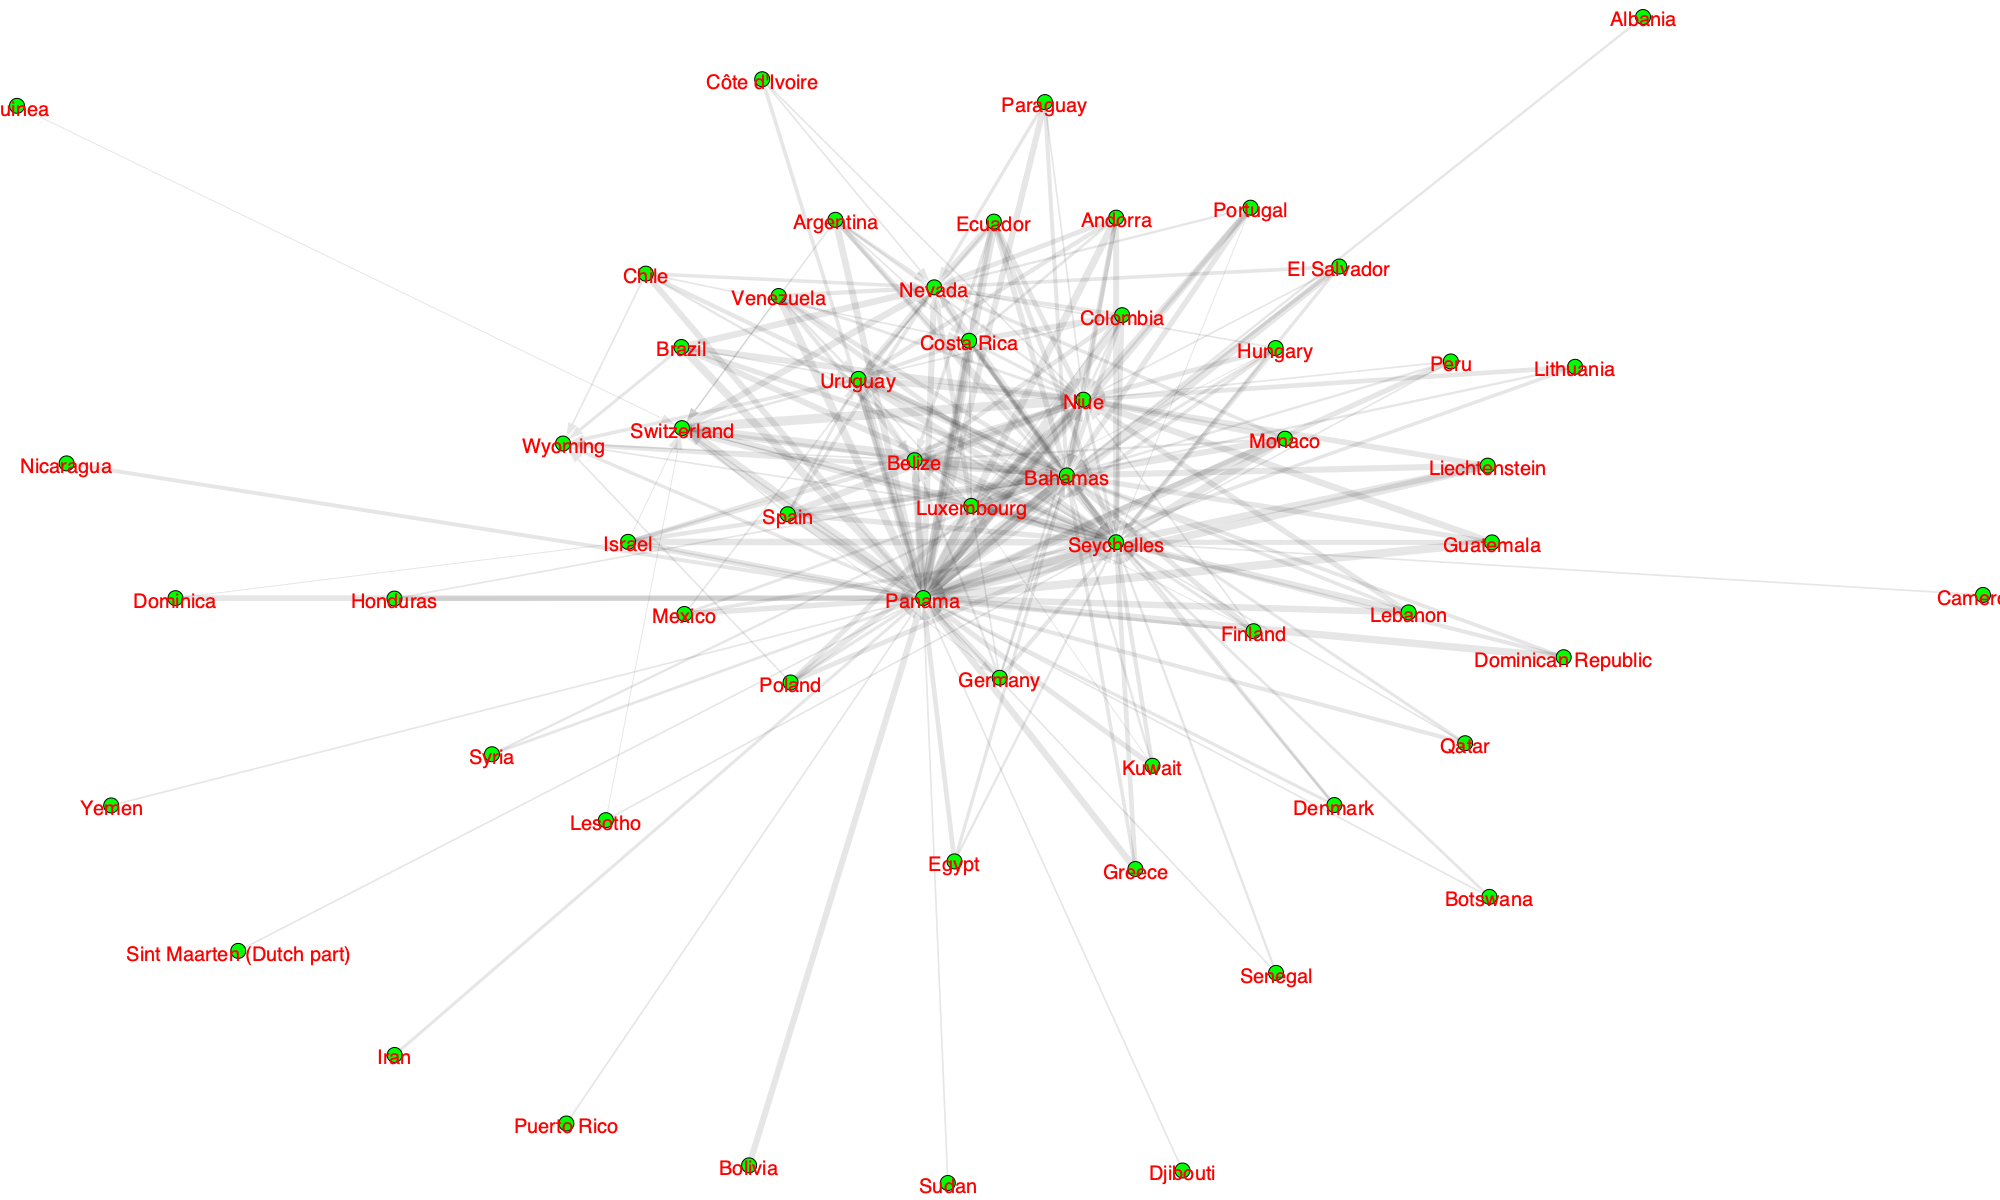 Albania
Côte d'Ivoire
Paraguay
uinea
Portugal
Andorra
Argentina
Ecuador
El Salvador
Chile
Nevada
Venezuela
Colombia
Costa Rica
Brazil
Hungary
Peru
Lithuania
Uruguay
Niue
Switzerland
Monaco
Wyoming
Belize
Nicaragua
Liechtenstein
Bahamas
Luxembourg
Spain
Israel
Seychelles
Guatemala
Camer
Dominica
Honduras
Panama
Mexico
Lebanon
Finland
Dominican Republic
Germany
Poland
Qatar
Syria
Kuwait
Yemen
Denmark
Lesotho
Egypt
Greece
Botswana
Sint Maarten (Dutch part)
Senegal
Iran
Puerto Rico
Bolivia
Djibouti
Sudan